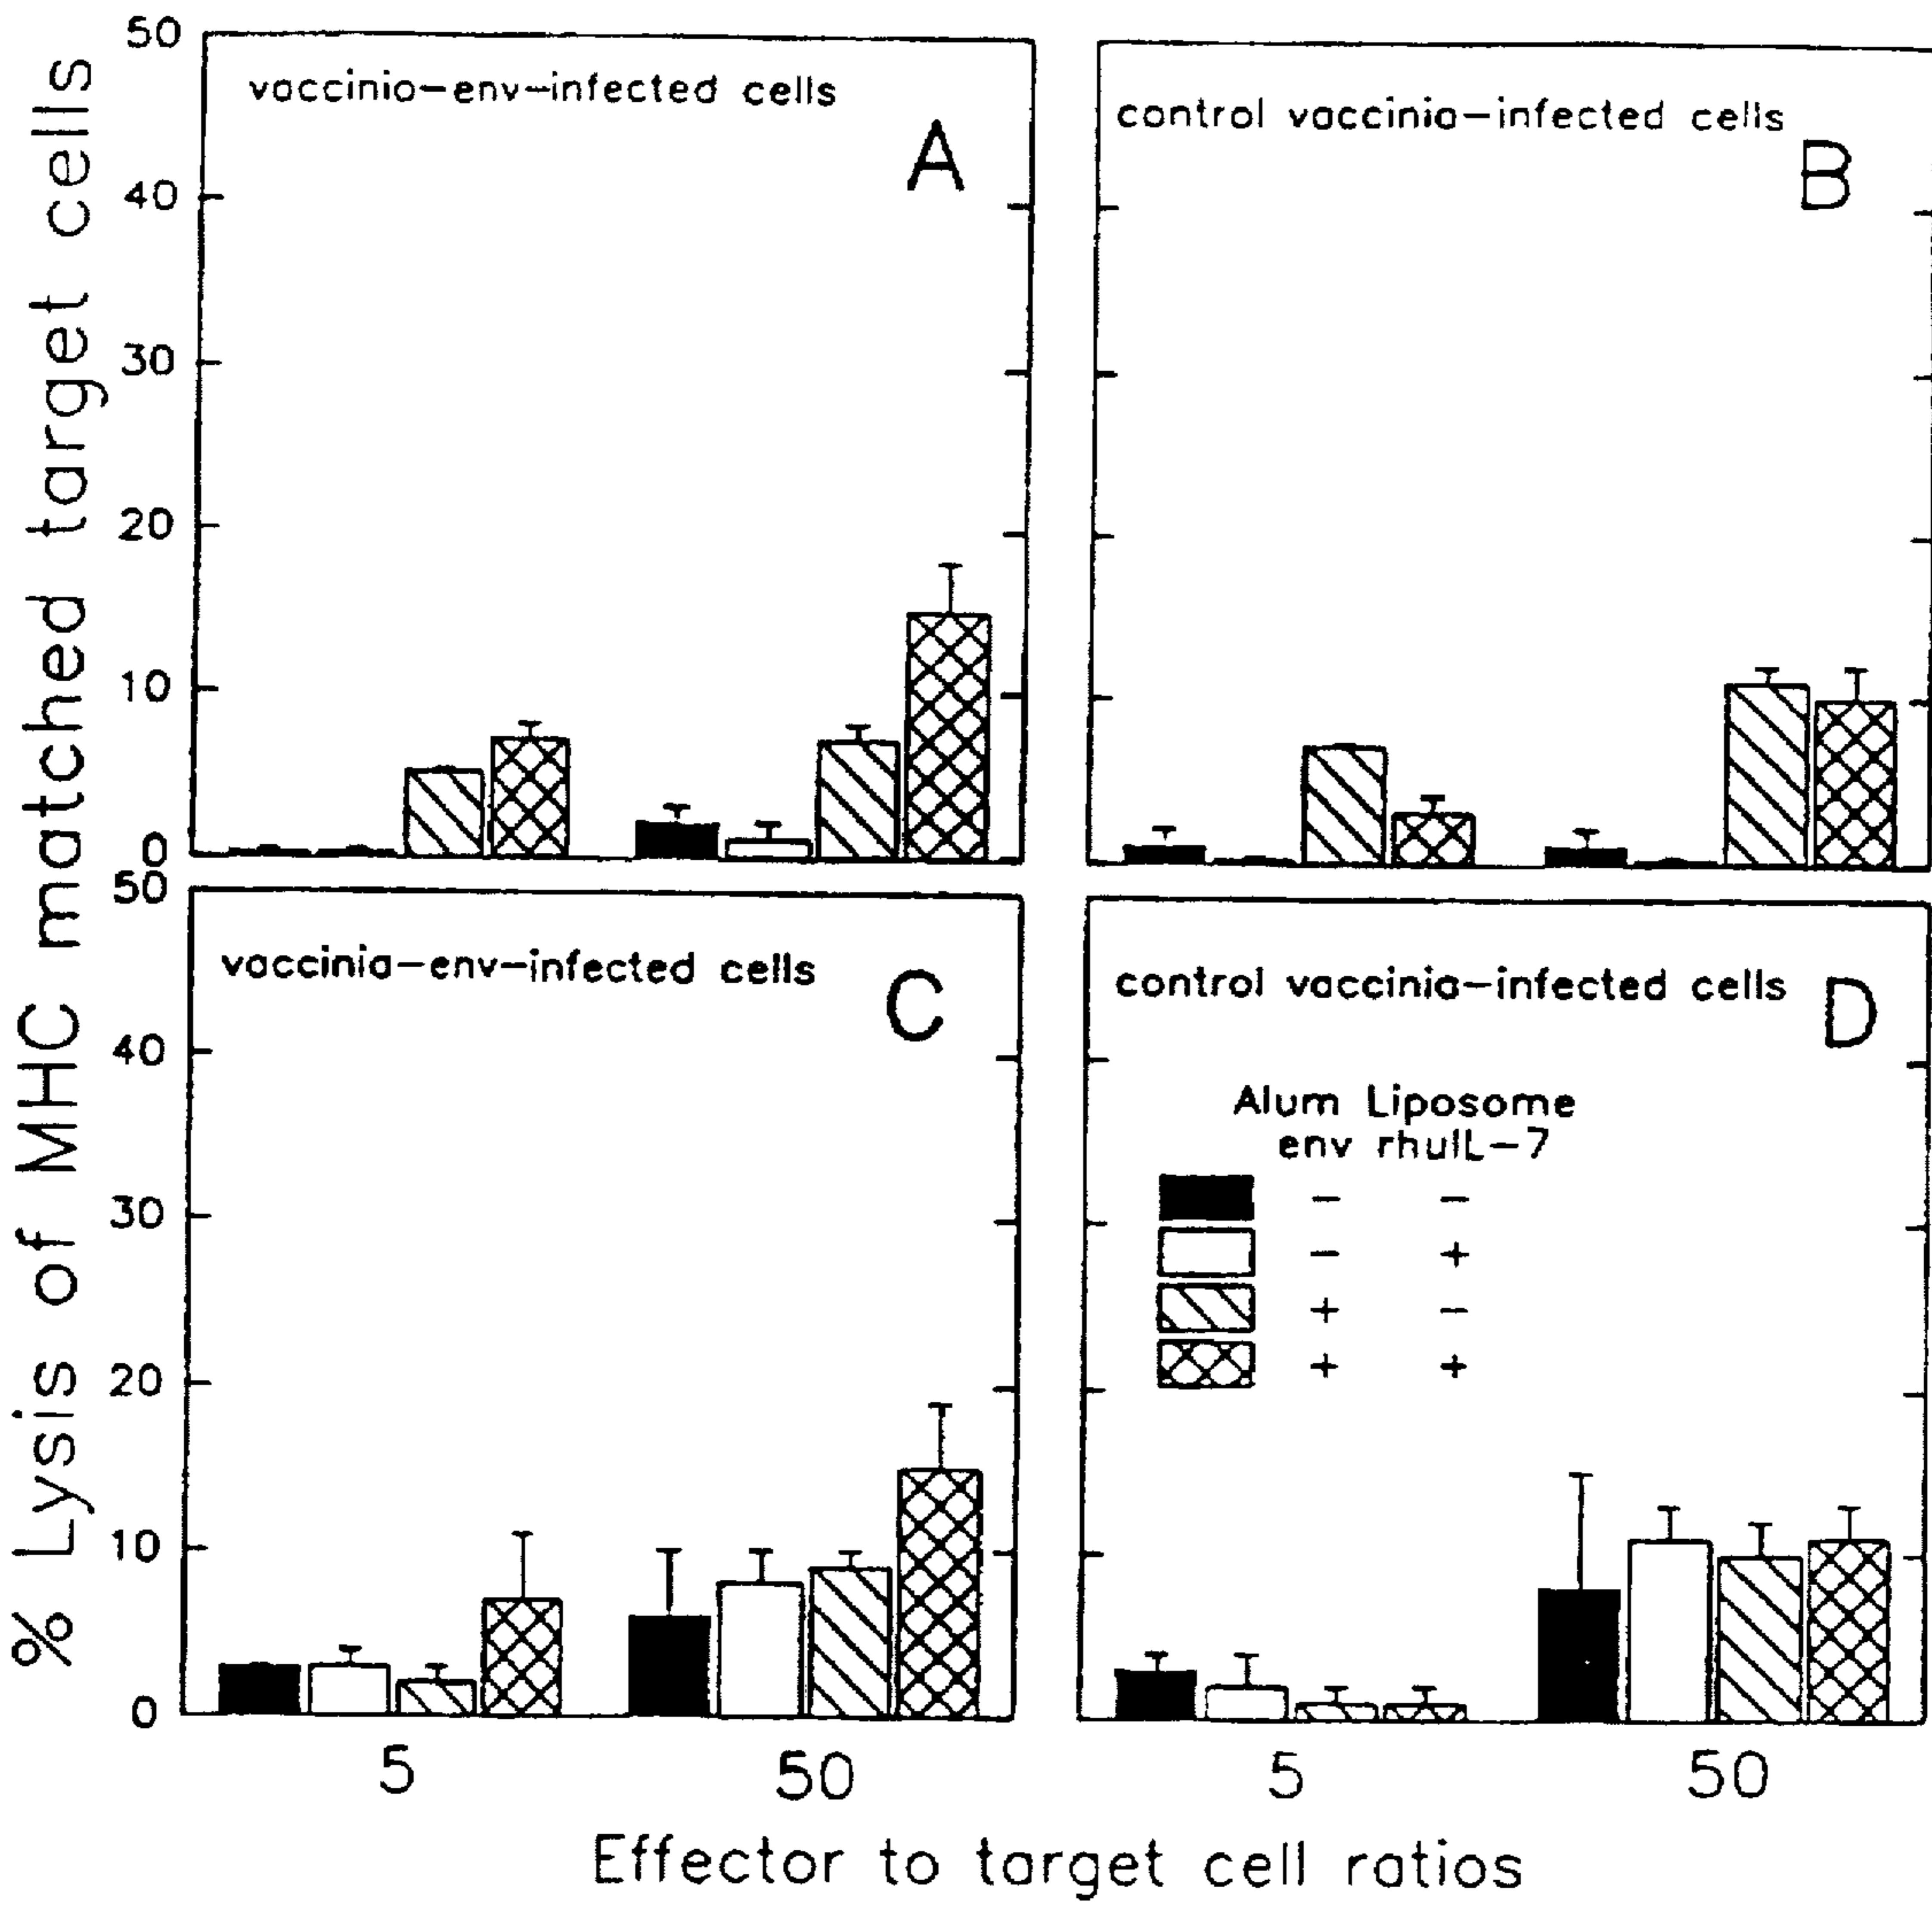 % Lysis of MHC matched target cells
50
40
30
20
10
0
vaccinio-env-infected cells
A
control vaccinia-infected cells
B
50
40
30
20
10
0
vaccinia-env-infected cells
C
control vaccinia-infected cells
D
Alum Liposome
env rhuIL-7
- -
- +
+ -
+ +
5 50
5 50
Effector to target cell ratios